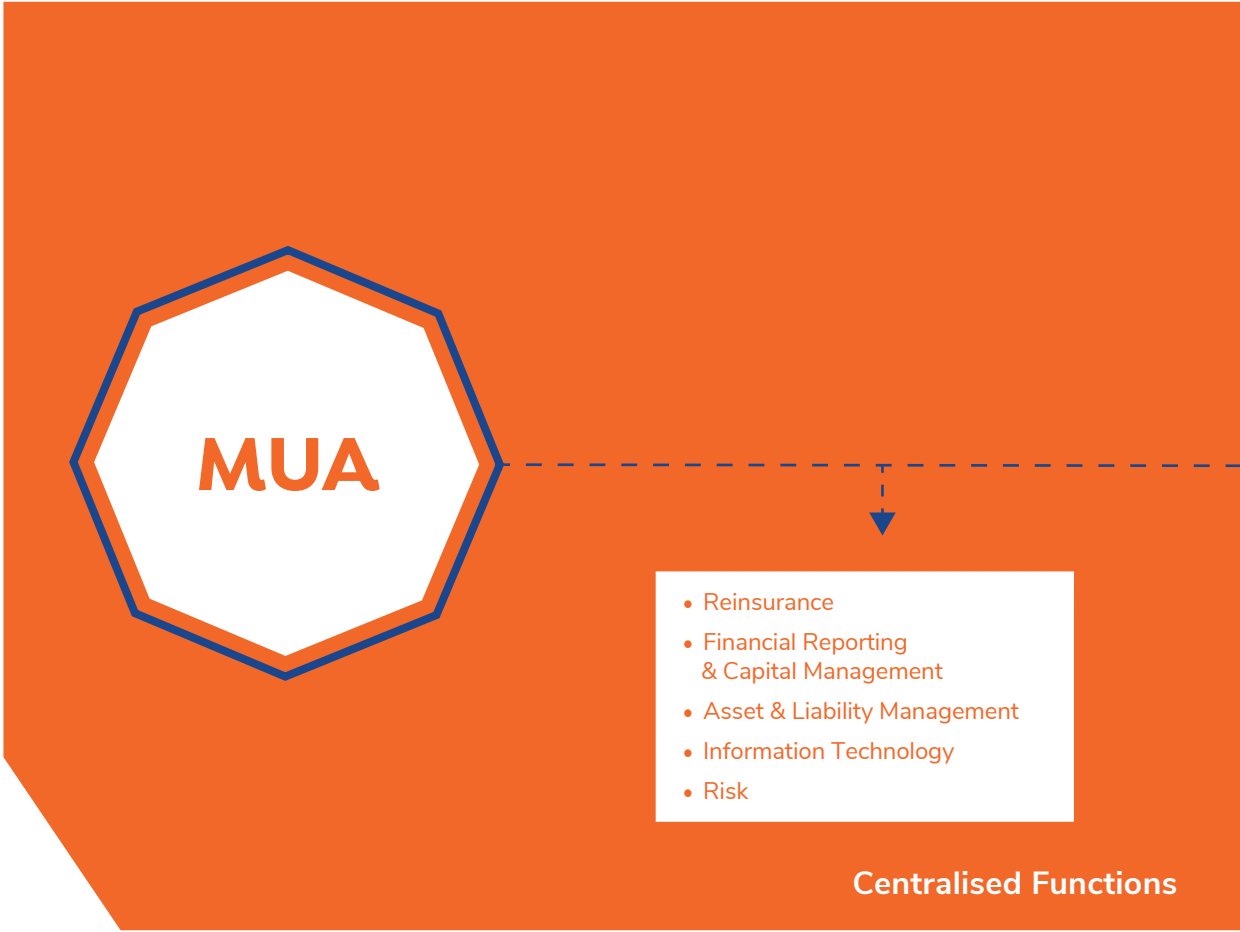 MUA
• Reinsurance
• Financial Reporting
& Capital Management
• Asset & Liability Management
• Information Technology
• Risk
Centralised Functions